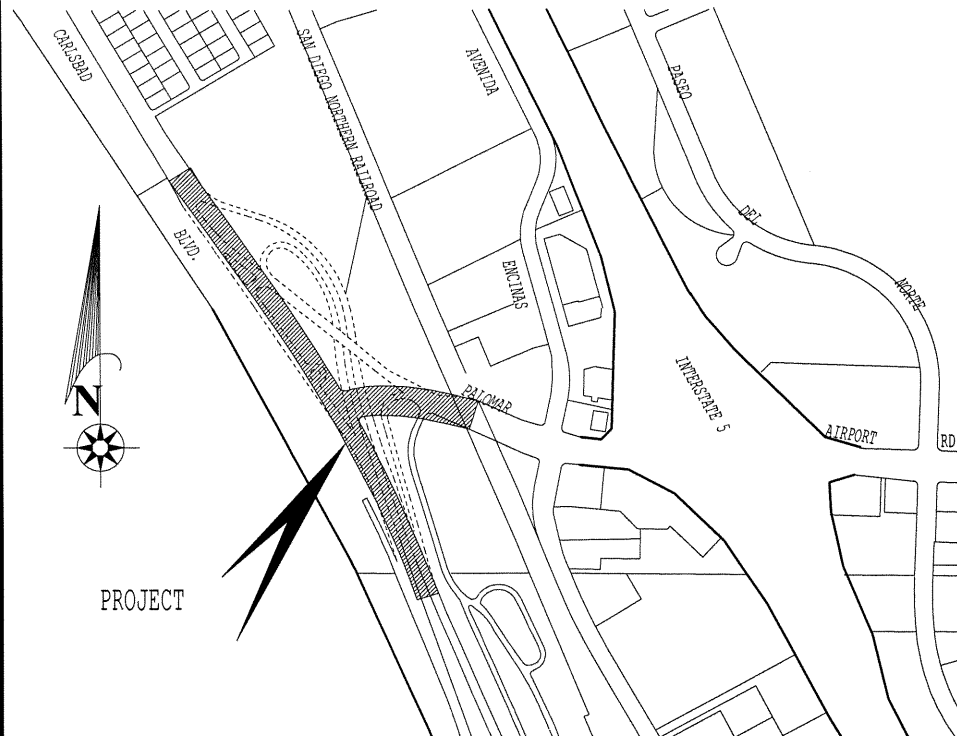 CARLSBAD
BLVD.
SAN DIEGO NORTHERN RAILROAD
AVENIDA
ENCINAS
PASEO
DEL
NORTE
INTERSTATE 5
PALOMAR
AIRPORT
RD
N
PROJECT